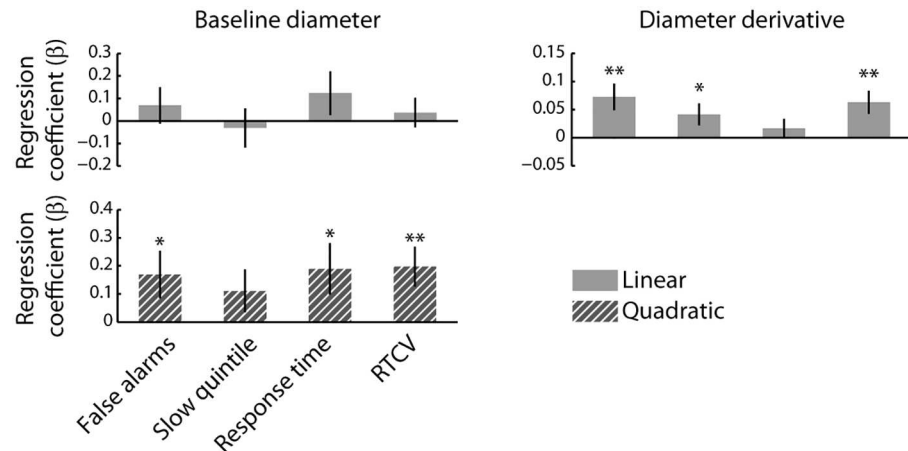 Baseline diameter
Regression
coefficient (β)
0.3
0.2
0.1
0
−0.1
−0.2
Diameter derivative
0.15
0.1
0.05
0
−0.05
**
*
**
Regression
coefficient (β)
0.4
0.3
0.2
0.1
0
*
*
**
False alarms
Slow quintile
Response time
RTCV
Linear
Quadratic